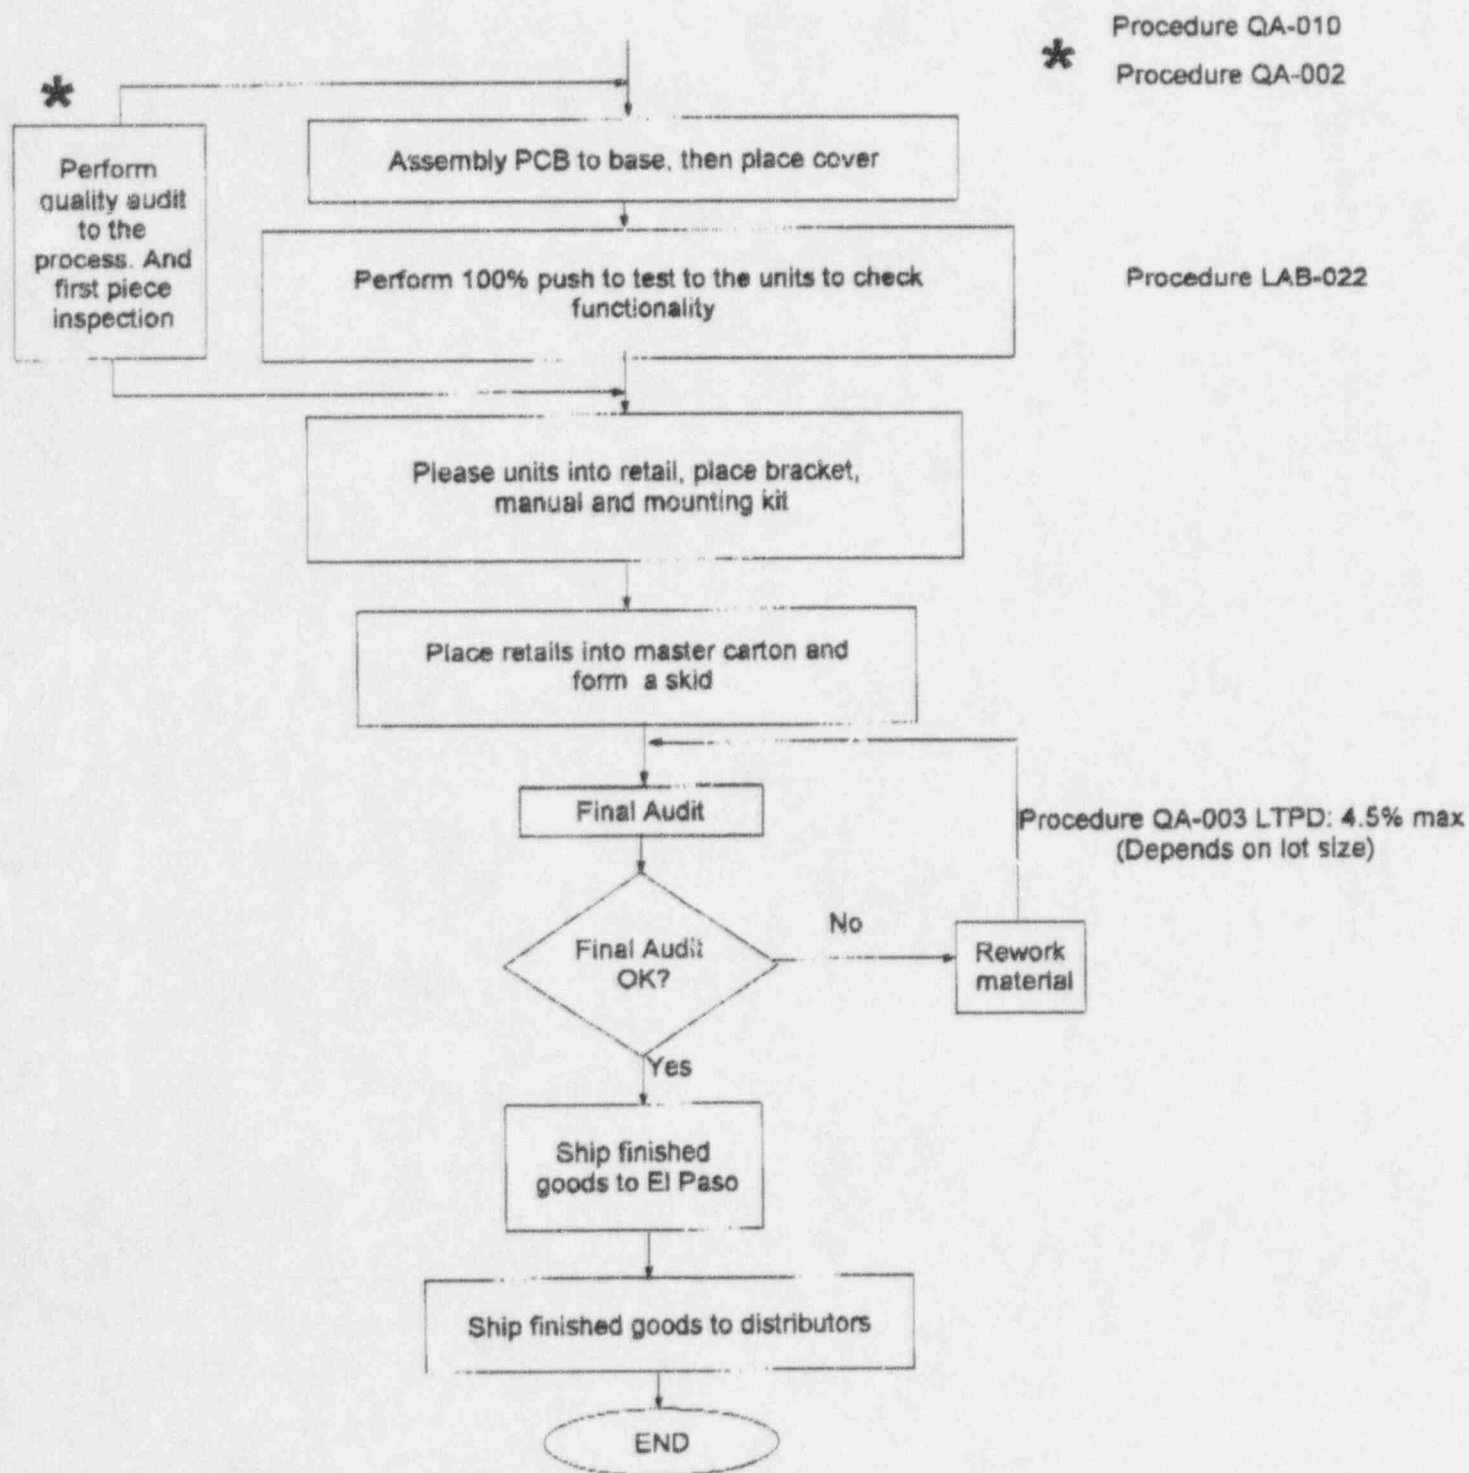 Procedure QA-010
*
*
Procedure QA-002
Perform
quality audit
to the
process. And
first piece
inspection
Assembly PCB to base, then place cover
Perform 100% push to test to the units to check
functionality
Procedure LAB-022
Please units into retail, place bracket,
manual and mounting kit
Place retails into master carton and
form a skid
Final Audit
Procedure QA-003 LTPD: 4.5% max
(Depends on lot size)
Final Audit
OK?
No
Rework
material
Yes
Ship finished
goods to El Paso
Ship finished goods to distributors
END